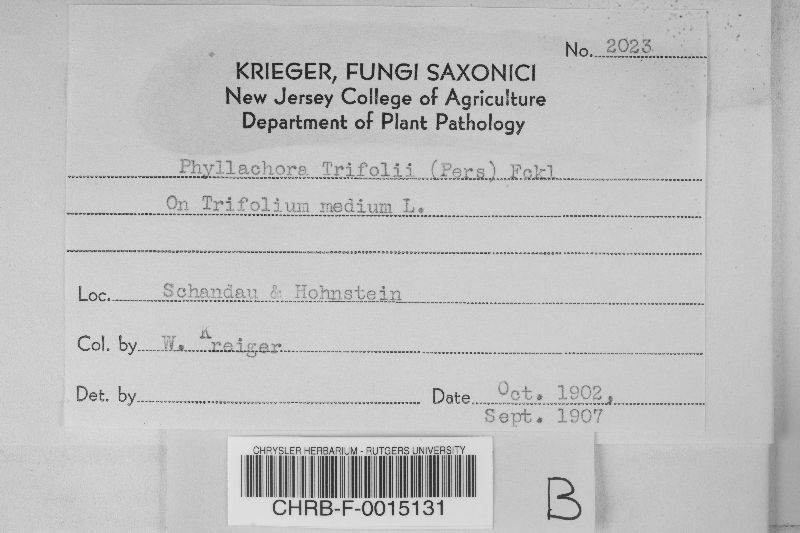 No. 2023
KRIEGER, FUNGI SAXONICI
New Jersey College of Agriculture
Department of Plant Pathology
Phyllachora Trifolii (Pers) Fckl
On Trifolium medium L.
Loc. Schandau & Hohnstein
Col. by W. Kreiger
Det. by
Date Oct. 1902,
Sept. 1907
CHRYSLER HERBARIUM - RUTGERS UNIVERSITY
CHRB-F-0015131
B